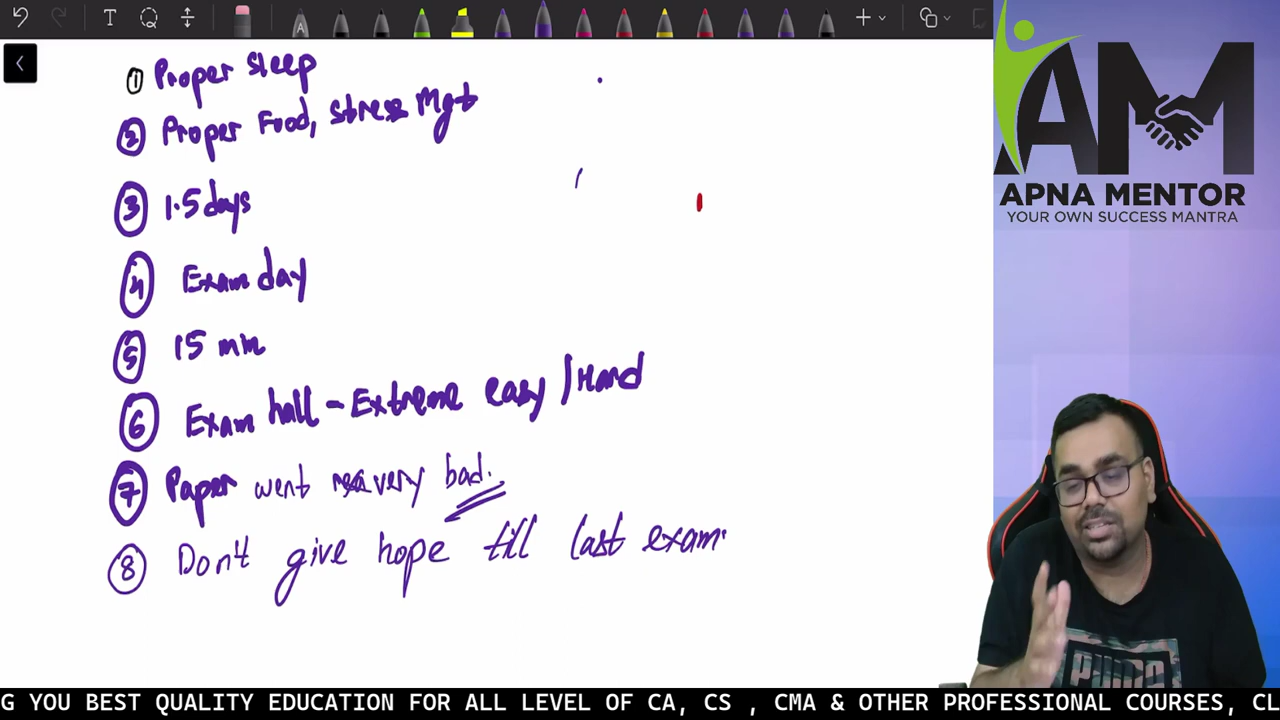 T
A
① Proper sleep
② Proper Food, stress Mgt
③ 1.5 days
④ Exam day
⑤ 15 min
⑥ Exam hall - Extreme easy / Hard
⑦ Paper went very bad.
⑧ Don't give hope till last exam.
AM
APNA MENTOR
YOUR OWN SUCCESS MANTRA
PUMA
G YOU BEST QUALITY EDUCATION FOR ALL LEVEL OF CA, CS , CMA & OTHER PROFESSIONAL COURSES, CL